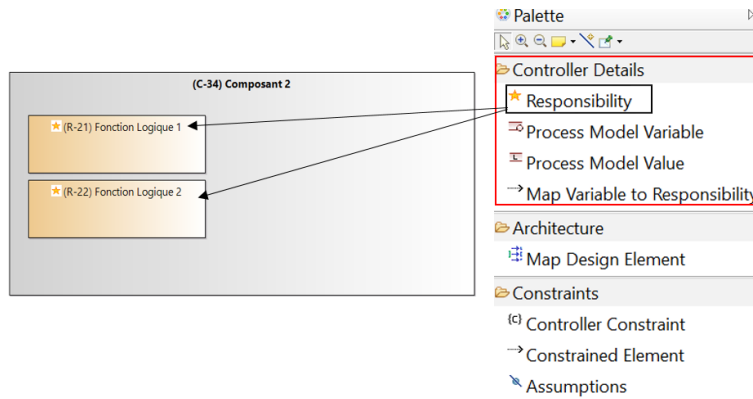 Palette
(C-34) Composant 2
(R-21) Fonction Logique 1
(R-22) Fonction Logique 2
Controller Details
Responsibility
Process Model Variable
Process Model Value
Map Variable to Responsibility
Architecture
Map Design Element
Constraints
{c} Controller Constraint
Constrained Element
Assumptions